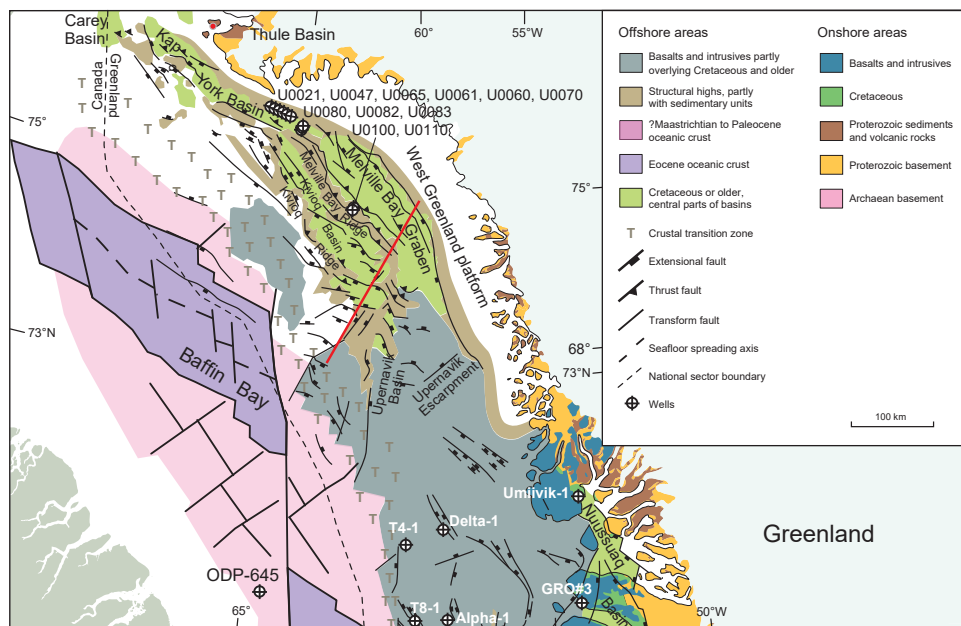 Carey
Basin
Thule Basin
60°
55°W
Kap
York Basin
Canada
Greenland
U0021, U0047, U0065, U0061, U0060, U0070
U0080, U0082, U0083
U0100, U0110
75°
75°
Melville Bay Graben
Melville Bay Ridge
Kivioq
Basin
Kivioq
Ridge
West Greenland platform
73°N
68°
73°N
Baffin Bay
Upernavik
Basin
Upernavik
Escarpment
Umiivik-1
Nuussuaq
Basin
Greenland
T4-1
Delta-1
ODP-645
GRO#3
T8-1
Alpha-1
65°
50°W
Offshore areas
Basalts and intrusives partly
overlying Cretaceous and older
Structural highs, partly
with sedimentary units
?Maastrichtian to Paleocene
oceanic crust
Eocene oceanic crust
Cretaceous or older,
central parts of basins
T
Crustal transition zone
Extensional fault
Thrust fault
Transform fault
Seafloor spreading axis
National sector boundary
Wells
Onshore areas
Basalts and intrusives
Cretaceous
Proterozoic sediments
and volcanic rocks
Proterozoic basement
Archaean basement
100 km